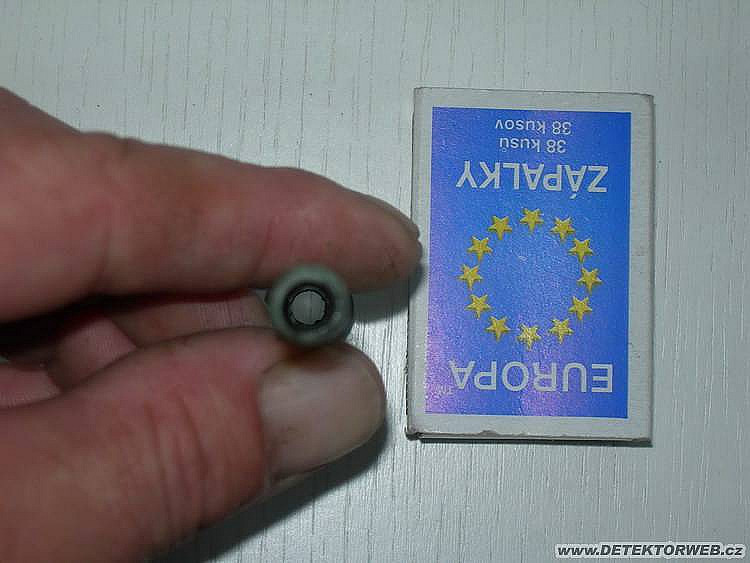 EUROPA
ZÁPALKY
38 kusů
38 kusov
www.DETEKTORWEB.cz